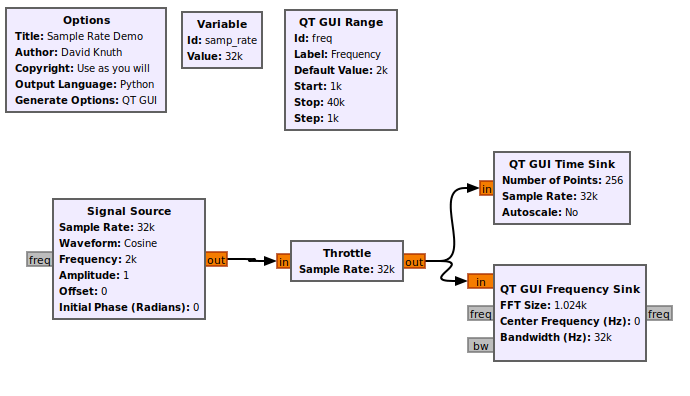 Options
Title: Sample Rate Demo
Author: David Knuth
Copyright: Use as you will
Output Language: Python
Generate Options: QT GUI
Variable
Id: samp_rate
Value: 32k
QT GUI Range
Id: freq
Label: Frequency
Default Value: 2k
Start: 1k
Stop: 40k
Step: 1k
Signal Source
Sample Rate: 32k
Waveform: Cosine
Frequency: 2k
Amplitude: 1
Offset: 0
Initial Phase (Radians): 0
freq
out
in
Throttle
Sample Rate: 32k
out
in
QT GUI Time Sink
Number of Points: 256
Sample Rate: 32k
Autoscale: No
in
freq
bw
QT GUI Frequency Sink
FFT Size: 1.024k
Center Frequency (Hz): 0
Bandwidth (Hz): 32k
freq